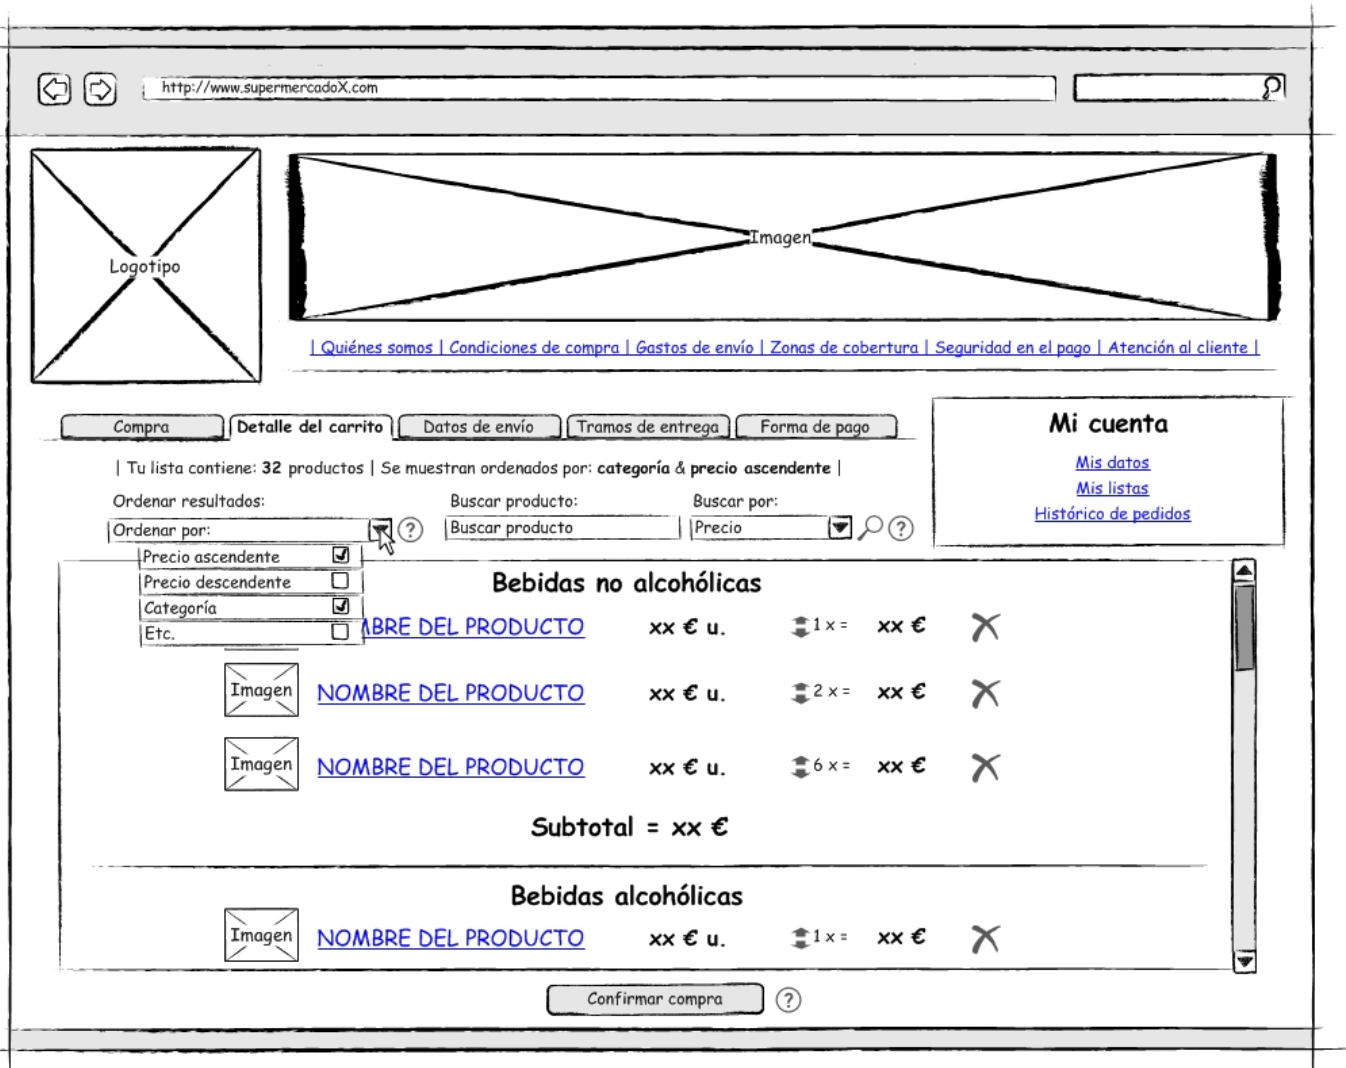 http://www.supermercadoX.com
Logotipo
Imagen
| Quiénes somos | Condiciones de compra | Gastos de envío | Zonas de cobertura | Seguridad en el pago | Atención al cliente |
Compra
Detalle del carrito
Datos de envío
Tramos de entrega
Forma de pago
Mi cuenta
Mis datos
Mis listas
Histórico de pedidos
| Tu lista contiene: 32 productos | Se muestran ordenados por: categoría & precio ascendente |
Ordenar resultados:
Buscar producto:
Buscar por:
Ordenar por:
?
Buscar producto
Precio
?
Precio ascendente
Precio descendente
Categoría
Etc.
Bebidas no alcohólicas
MBRE DEL PRODUCTO xx € u. 1 x = xx €
Imagen NOMBRE DEL PRODUCTO xx € u. 2 x = xx €
Imagen NOMBRE DEL PRODUCTO xx € u. 6 x = xx €
Subtotal = xx €
Bebidas alcohólicas
Imagen NOMBRE DEL PRODUCTO xx € u. 1 x = xx €
Confirmar compra
?